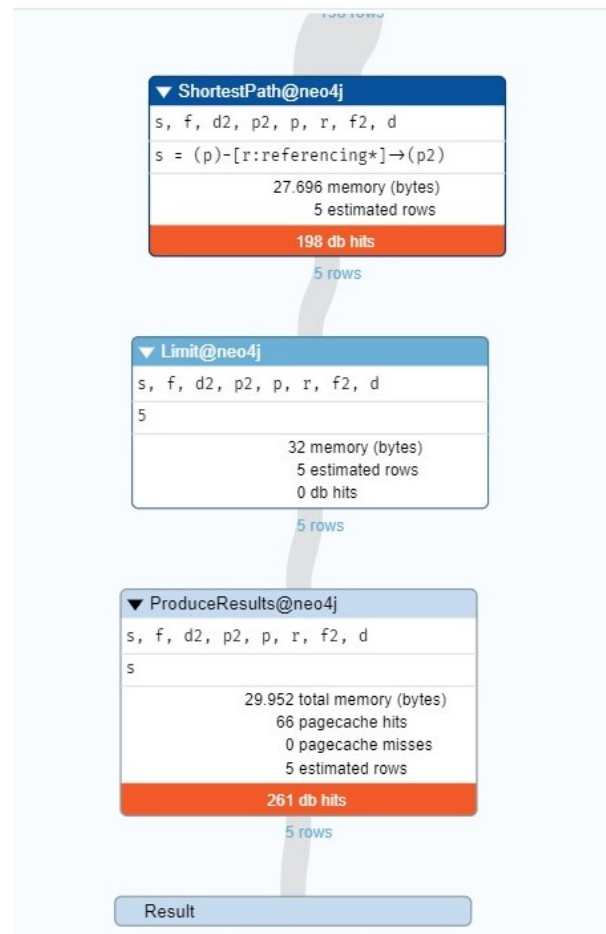 ▼ ShortestPath@neo4j
s, f, d2, p2, p, r, f2, d
s = (p)-[r:referencing*]→(p2)
27.696 memory (bytes)
5 estimated rows
198 db hits
5 rows
▼ Limit@neo4j
s, f, d2, p2, p, r, f2, d
5
32 memory (bytes)
5 estimated rows
0 db hits
5 rows
▼ ProduceResults@neo4j
s, f, d2, p2, p, r, f2, d
s
29.952 total memory (bytes)
66 pagecache hits
0 pagecache misses
5 estimated rows
261 db hits
5 rows
Result